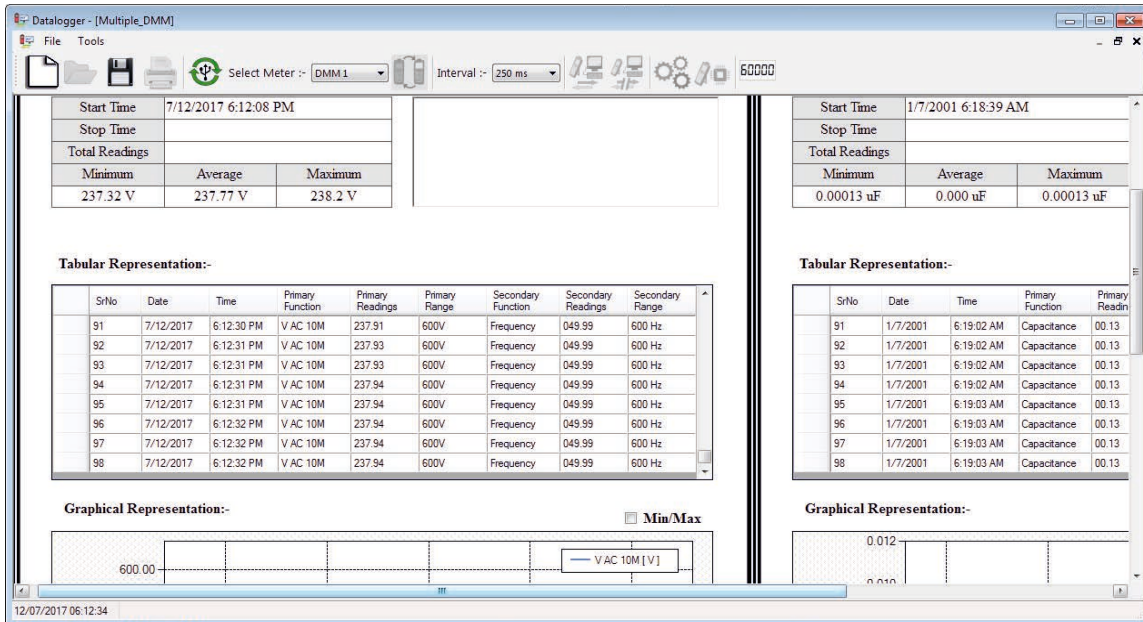 Datalogger - [Multiple_DMM]
File Tools
Select Meter :- DMM 1 Interval :- 250 ms 60000
Start Time 7/12/2017 6:12:08 PM
Stop Time
Total Readings
Minimum Average Maximum
237.32 V 237.77 V 238.2 V
Start Time 1/7/2001 6:18:39 AM
Stop Time
Total Readings
Minimum Average Maximum
0.00013 uF 0.000 uF 0.00013 uF
Tabular Representation:-
SrNo Date Time Primary Function Primary Readings Primary Range Secondary Function Secondary Readings Secondary Range
91 7/12/2017 6:12:30 PM V AC 10M 237.91 600V Frequency 049.99 600 Hz
92 7/12/2017 6:12:31 PM V AC 10M 237.93 600V Frequency 049.99 600 Hz
93 7/12/2017 6:12:31 PM V AC 10M 237.93 600V Frequency 049.99 600 Hz
94 7/12/2017 6:12:31 PM V AC 10M 237.94 600V Frequency 049.99 600 Hz
95 7/12/2017 6:12:31 PM V AC 10M 237.94 600V Frequency 049.99 600 Hz
96 7/12/2017 6:12:32 PM V AC 10M 237.94 600V Frequency 049.99 600 Hz
97 7/12/2017 6:12:32 PM V AC 10M 237.94 600V Frequency 049.99 600 Hz
98 7/12/2017 6:12:32 PM V AC 10M 237.94 600V Frequency 049.99 600 Hz
Tabular Representation:-
SrNo Date Time Primary Function Primary Readin
91 1/7/2001 6:19:02 AM Capacitance 00.13
92 1/7/2001 6:19:02 AM Capacitance 00.13
93 1/7/2001 6:19:02 AM Capacitance 00.13
94 1/7/2001 6:19:02 AM Capacitance 00.13
95 1/7/2001 6:19:03 AM Capacitance 00.13
96 1/7/2001 6:19:03 AM Capacitance 00.13
97 1/7/2001 6:19:03 AM Capacitance 00.13
98 1/7/2001 6:19:03 AM Capacitance 00.13
Graphical Representation:-
Min/Max
V AC 10M [ V ]
600.00
Graphical Representation:-
0.012
12/07/2017 06:12:34